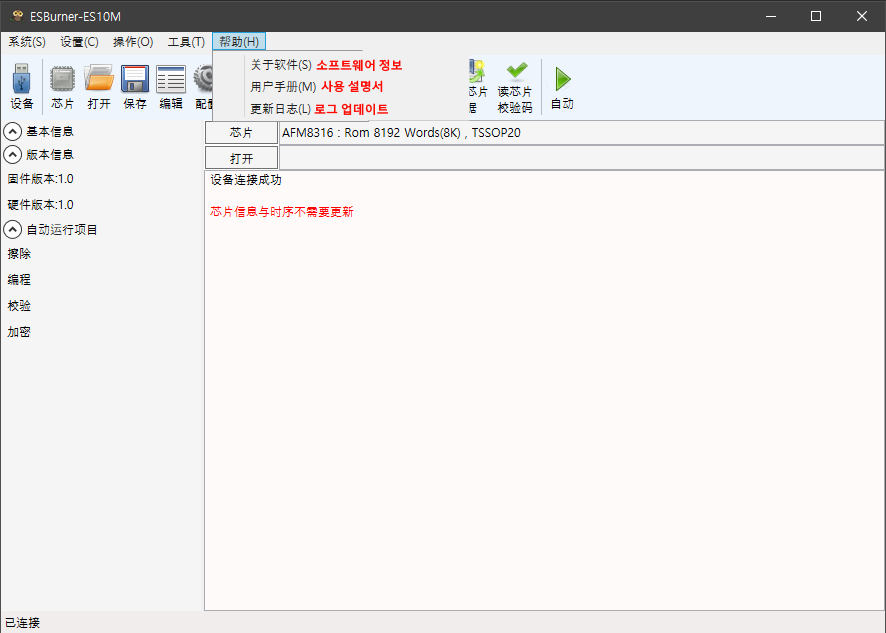 ESBurner-ES10M
系统(S) 设置(C) 操作(O) 工具(T) 帮助(H)
关于软件(S) 소프트웨어 정보
用户手册(M) 사용 설명서
更新日志(L) 로그 업데이트
设备 芯片 打开 保存 编辑 芯片 读芯片 校验码 自动
基本信息
版本信息
固件版本:1.0
硬件版本:1.0
自动运行项目
擦除
编程
校验
加密
芯片 AFM8316 : Rom 8192 Words(8K) , TSSOP20
打开
设备连接成功
芯片信息与时序不需要更新
已连接